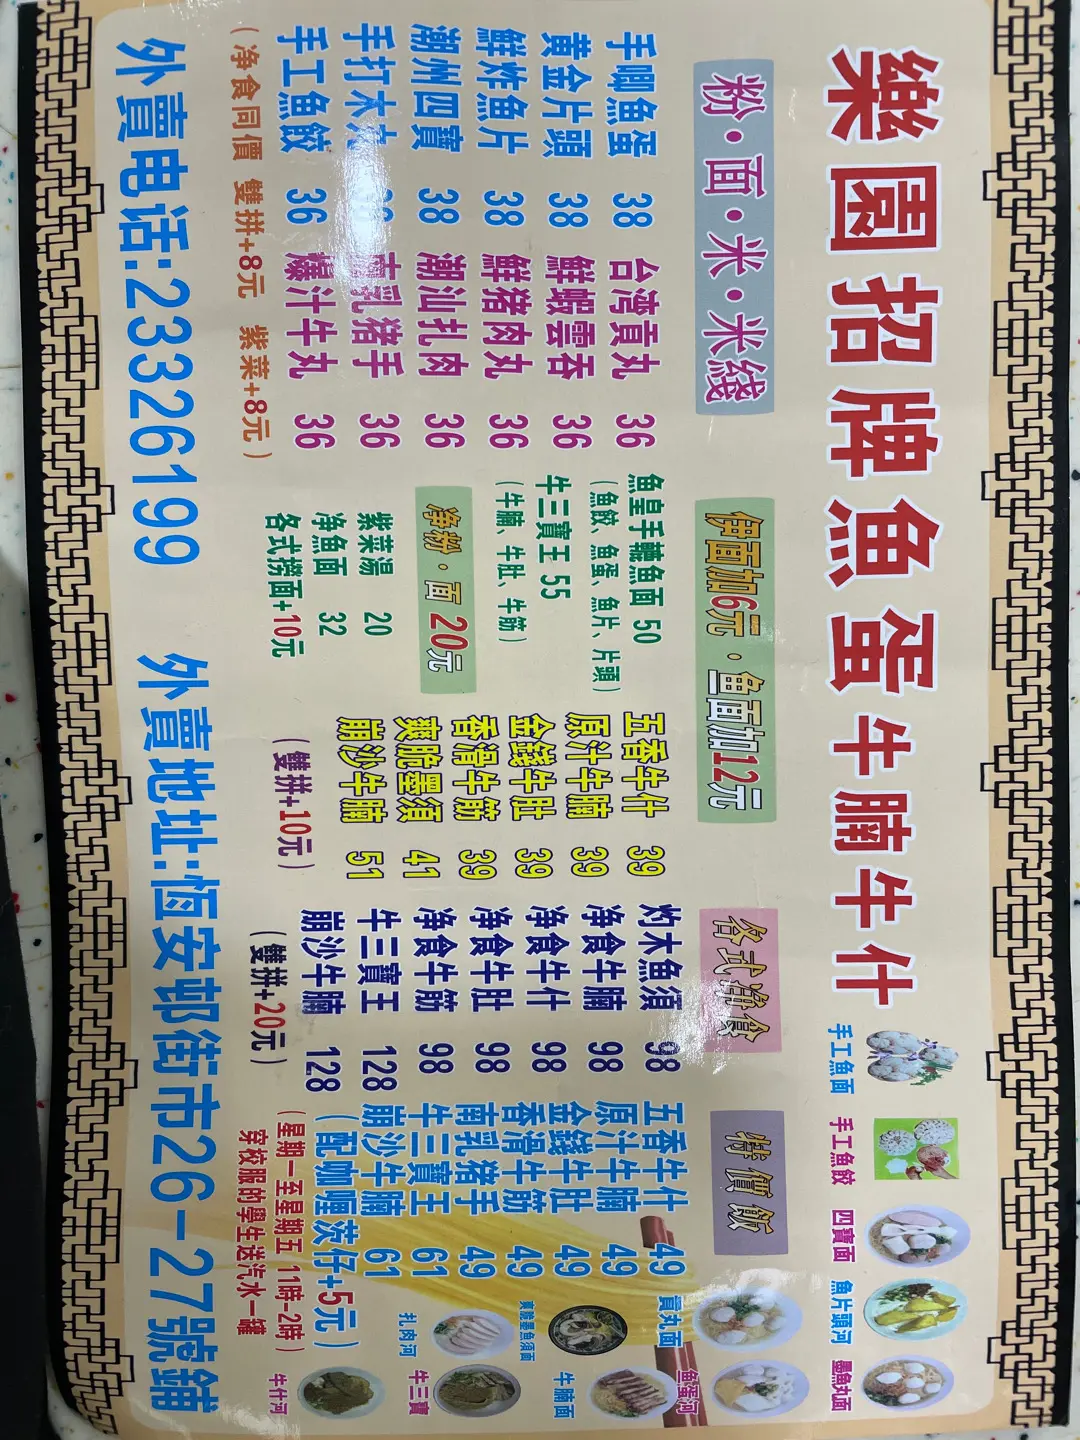 樂園招牌魚蛋牛腩牛什
手工魚面
手工魚餃
四寶面
魚片頭河
墨魚丸面
粉·面·米·米綫
手唧魚蛋 38
黄金片頭 38
鮮炸魚片 38
潮州四寶 38
手打木
手工魚餃 36
台湾貢丸 36
鮮蝦雲吞 36
鮮猪肉丸 36
潮汕扎肉 36
南乳猪手 36
爆汁牛丸 36
(净食同價 雙拼+8元 紫菜+8元)
伊面加6元·鱼面加12元
魚皇手蘸魚面 50
(魚餃、魚蛋、魚片、片頭)
牛三寶王 55
(牛腩、牛肚、牛筋)
净粉·面 20元
紫菜湯 20
净魚面 32
各式撈面+10元
五香牛什 39
原汁牛腩 39
金錢牛肚 39
香滑牛筋 39
爽脆墨須 41
崩沙牛腩 51
(雙拼+10元)
各式净食
灼木魚須 98
净食牛腩 98
净食牛什 98
净食牛肚 98
净食牛筋 98
牛三寶王 128
崩沙牛腩 128
(雙拼+20元)
特價飯
五香牛什 49
原汁牛腩 49
金錢牛肚 49
香滑牛筋 49
南乳猪手 49
牛三寶王 61
崩沙牛腩 61
(配咖喱茨仔+5元)
(星期一至星期五 11時-2時)
穿校服的學生送汽水一罐
貢丸面
魚蛋河
爽脆墨魚須面
牛腩面
扎肉河
牛三寶
牛什河
外賣电话:23326199 外賣地址:恆安邨街市26-27號鋪